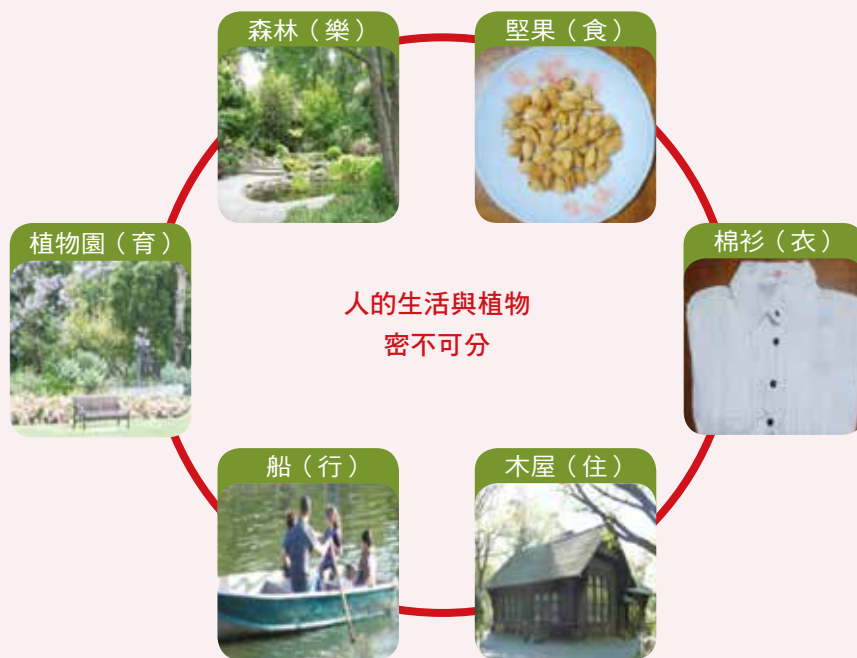 森林（樂）
堅果（食）
植物園（育）
棉衫（衣）
人的生活與植物
密不可分
船（行）
木屋（住）